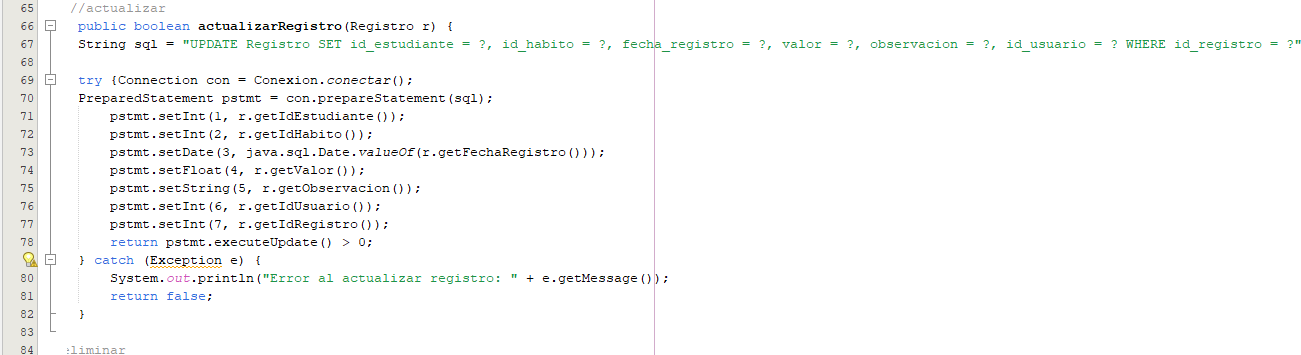 65 //actualizar
66 public boolean actualizarRegistro(Registro r) {
67 String sql = "UPDATE Registro SET id_estudiante = ?, id_habito = ?, fecha_registro = ?, valor = ?, observacion = ?, id_usuario = ? WHERE id_registro = ?"
68
69 try {Connection con = Conexion.conectar();
70 PreparedStatement pstmt = con.prepareStatement(sql);
71 pstmt.setInt(1, r.getIdEstudiante());
72 pstmt.setInt(2, r.getIdHabito());
73 pstmt.setDate(3, java.sql.Date.valueOf(r.getFechaRegistro()));
74 pstmt.setFloat(4, r.getValor());
75 pstmt.setString(5, r.getObservacion());
76 pstmt.setInt(6, r.getIdUsuario());
77 pstmt.setInt(7, r.getIdRegistro());
78 return pstmt.executeUpdate() > 0;
} catch (Exception e) {
80 System.out.println("Error al actualizar registro: " + e.getMessage());
81 return false;
82 }
83
84 liminar